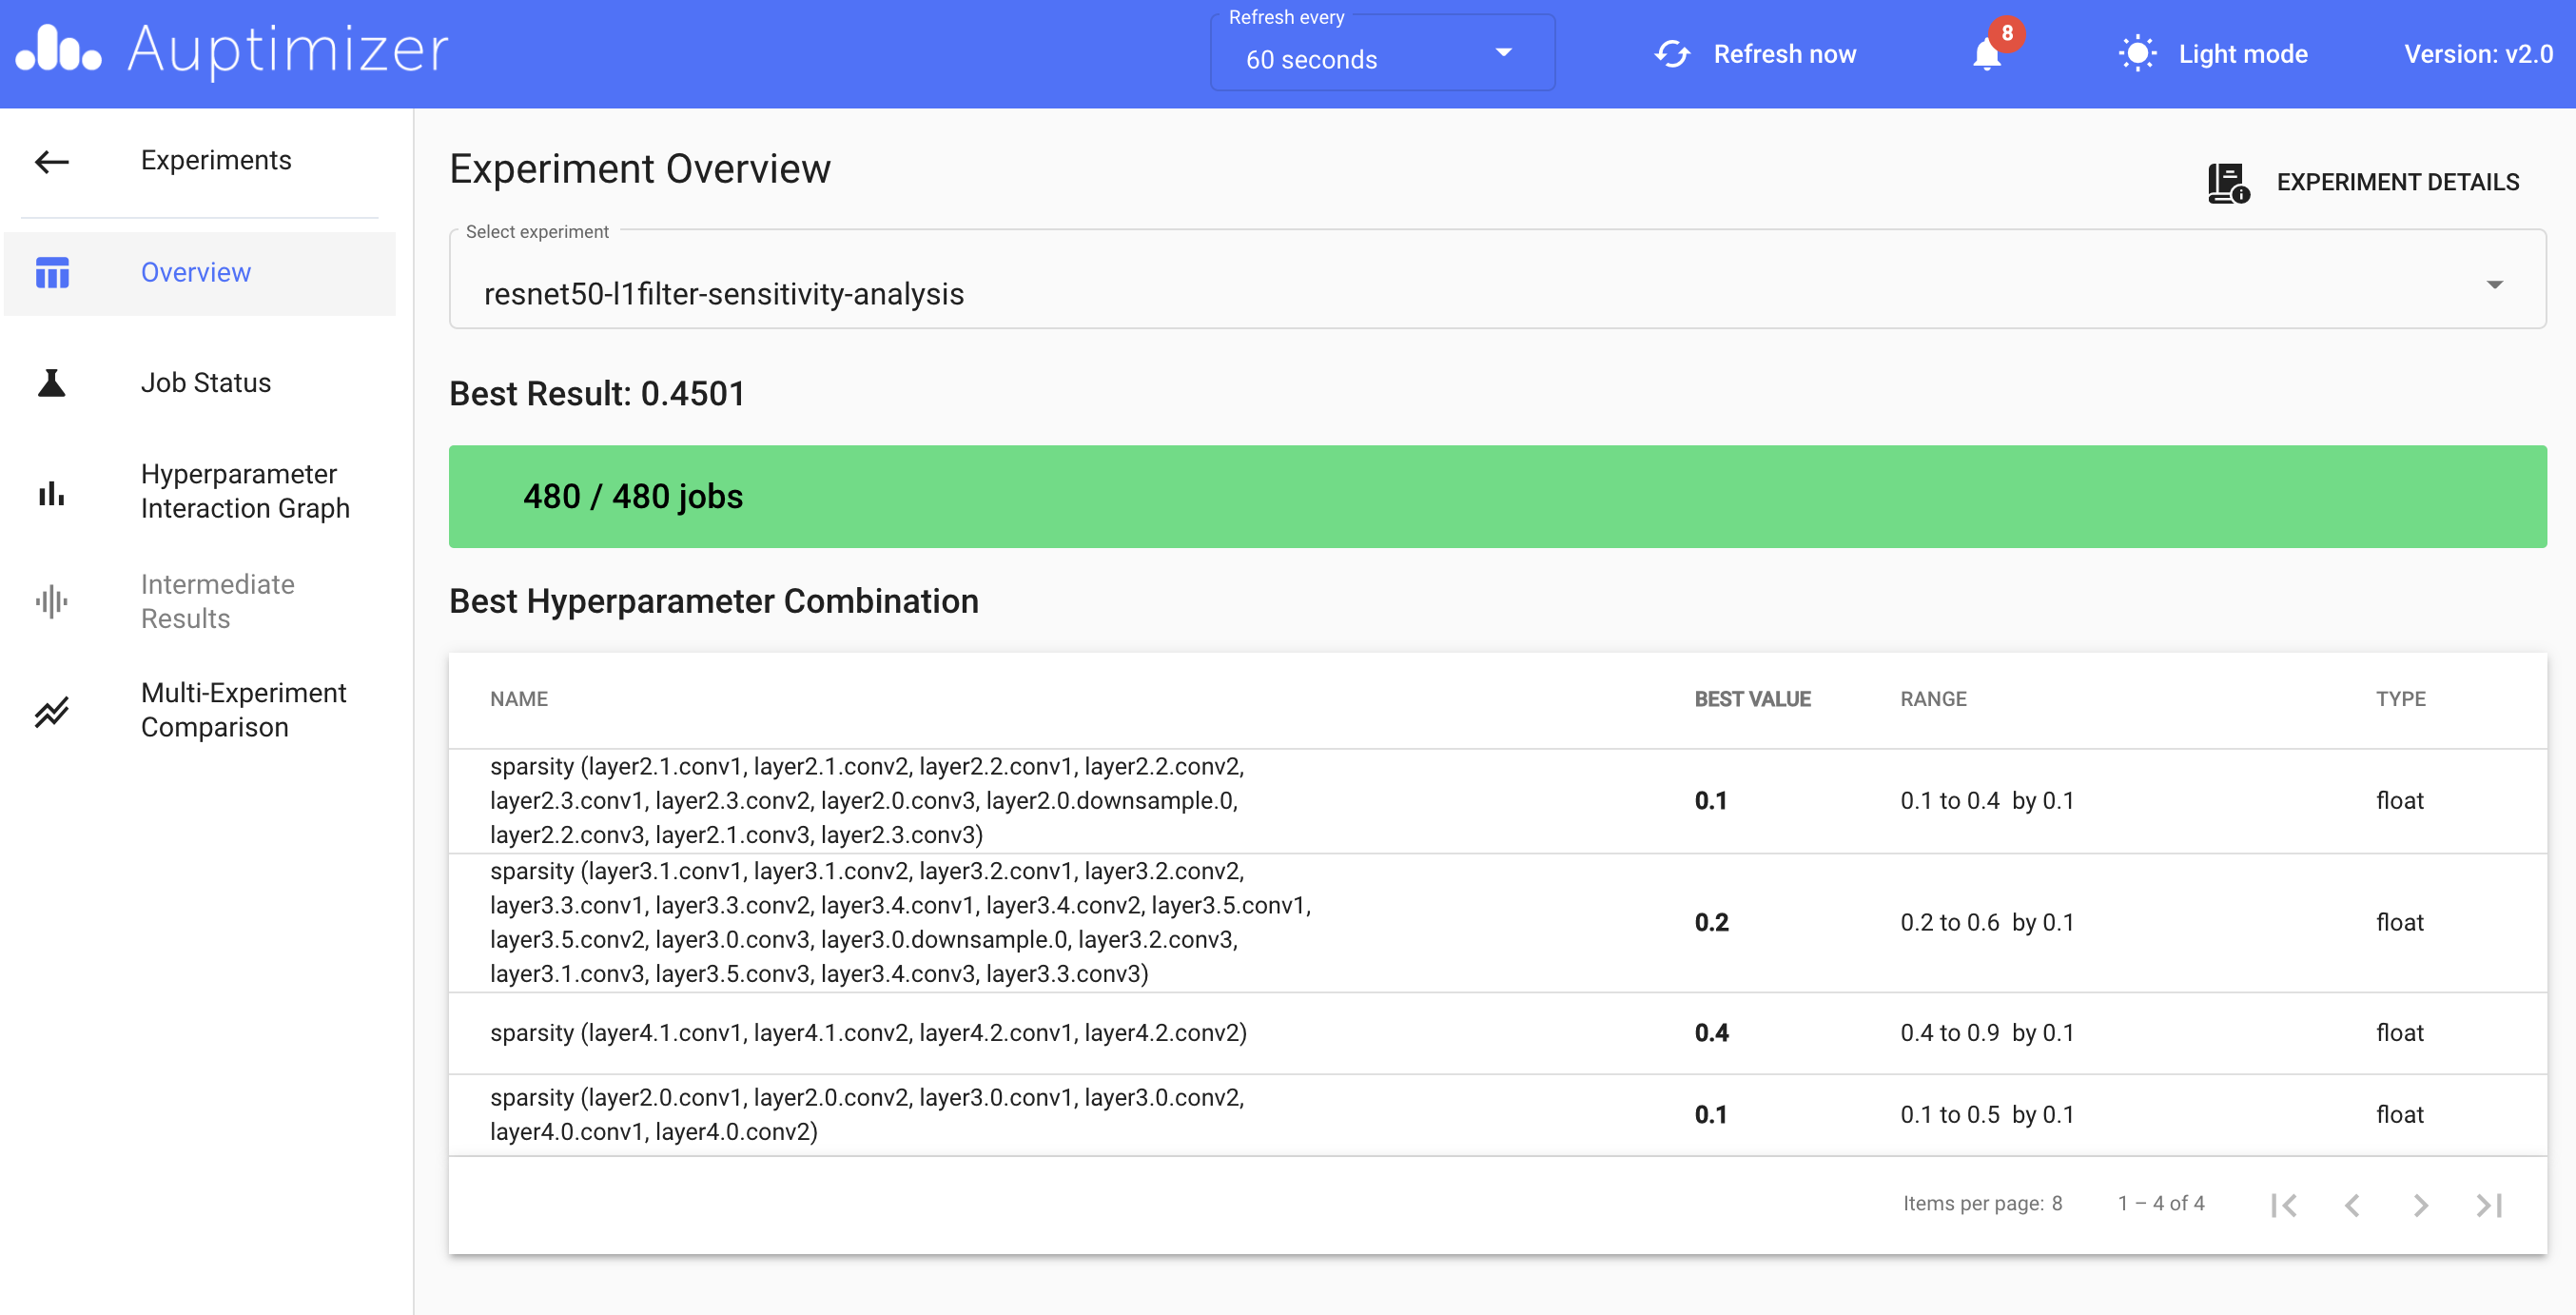 Auptimizer
Refresh every
60 seconds
Refresh now
8
Light mode
Version: v2.0
Experiments
Overview
Job Status
Hyperparameter
Interaction Graph
Intermediate
Results
Multi-Experiment
Comparison
Experiment Overview
EXPERIMENT DETAILS
Select experiment
resnet50-l1filter-sensitivity-analysis
Best Result: 0.4501
480 / 480 jobs
Best Hyperparameter Combination
NAME BEST VALUE RANGE TYPE
sparsity (layer2.1.conv1, layer2.1.conv2, layer2.2.conv1, layer2.2.conv2,
layer2.3.conv1, layer2.3.conv2, layer2.0.conv3, layer2.0.downsample.0,
layer2.2.conv3, layer2.1.conv3, layer2.3.conv3)
0.1 0.1 to 0.4 by 0.1 float
sparsity (layer3.1.conv1, layer3.1.conv2, layer3.2.conv1, layer3.2.conv2,
layer3.3.conv1, layer3.3.conv2, layer3.4.conv1, layer3.4.conv2, layer3.5.conv1,
layer3.5.conv2, layer3.0.conv3, layer3.0.downsample.0, layer3.2.conv3,
layer3.1.conv3, layer3.5.conv3, layer3.4.conv3, layer3.3.conv3)
0.2 0.2 to 0.6 by 0.1 float
sparsity (layer4.1.conv1, layer4.1.conv2, layer4.2.conv1, layer4.2.conv2)
0.4 0.4 to 0.9 by 0.1 float
sparsity (layer2.0.conv1, layer2.0.conv2, layer3.0.conv1, layer3.0.conv2,
layer4.0.conv1, layer4.0.conv2)
0.1 0.1 to 0.5 by 0.1 float
Items per page: 8 1 – 4 of 4